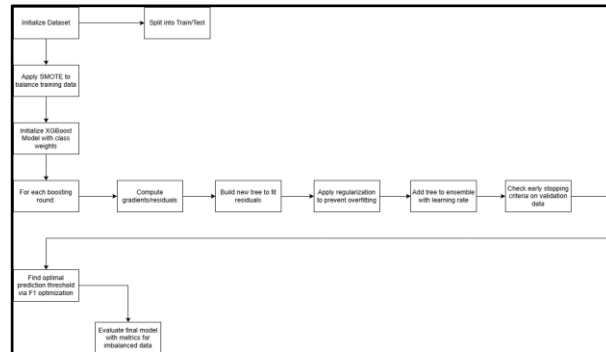 Initialize Dataset
Split into Train/Test
Apply SMOTE to
balance training data
Initialize XGBoost
Model with class
weights
For each boosting
round:
Compute
gradients/residuals
Build new tree to fit
residuals
Apply regularization
to prevent overfitting
Add tree to ensemble
with learning rate
Check early stopping
criteria on validation
data
Find optimal
prediction threshold
via F1 optimization
Evaluate final model
with metrics for
imbalanced data